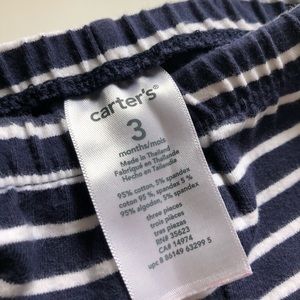 carter's®
3
months/mois
Made in Thailand
Fabriqué en Thaïlande
Hecho en Tailandia
95% cotton, 5% spandex
coton 95 %, spandex 5 %
95% algodon, 5% spandex
three pieces
trois pièces
tres piezas
RN# 35623
CA# 14974
upc # 86149 63299 5